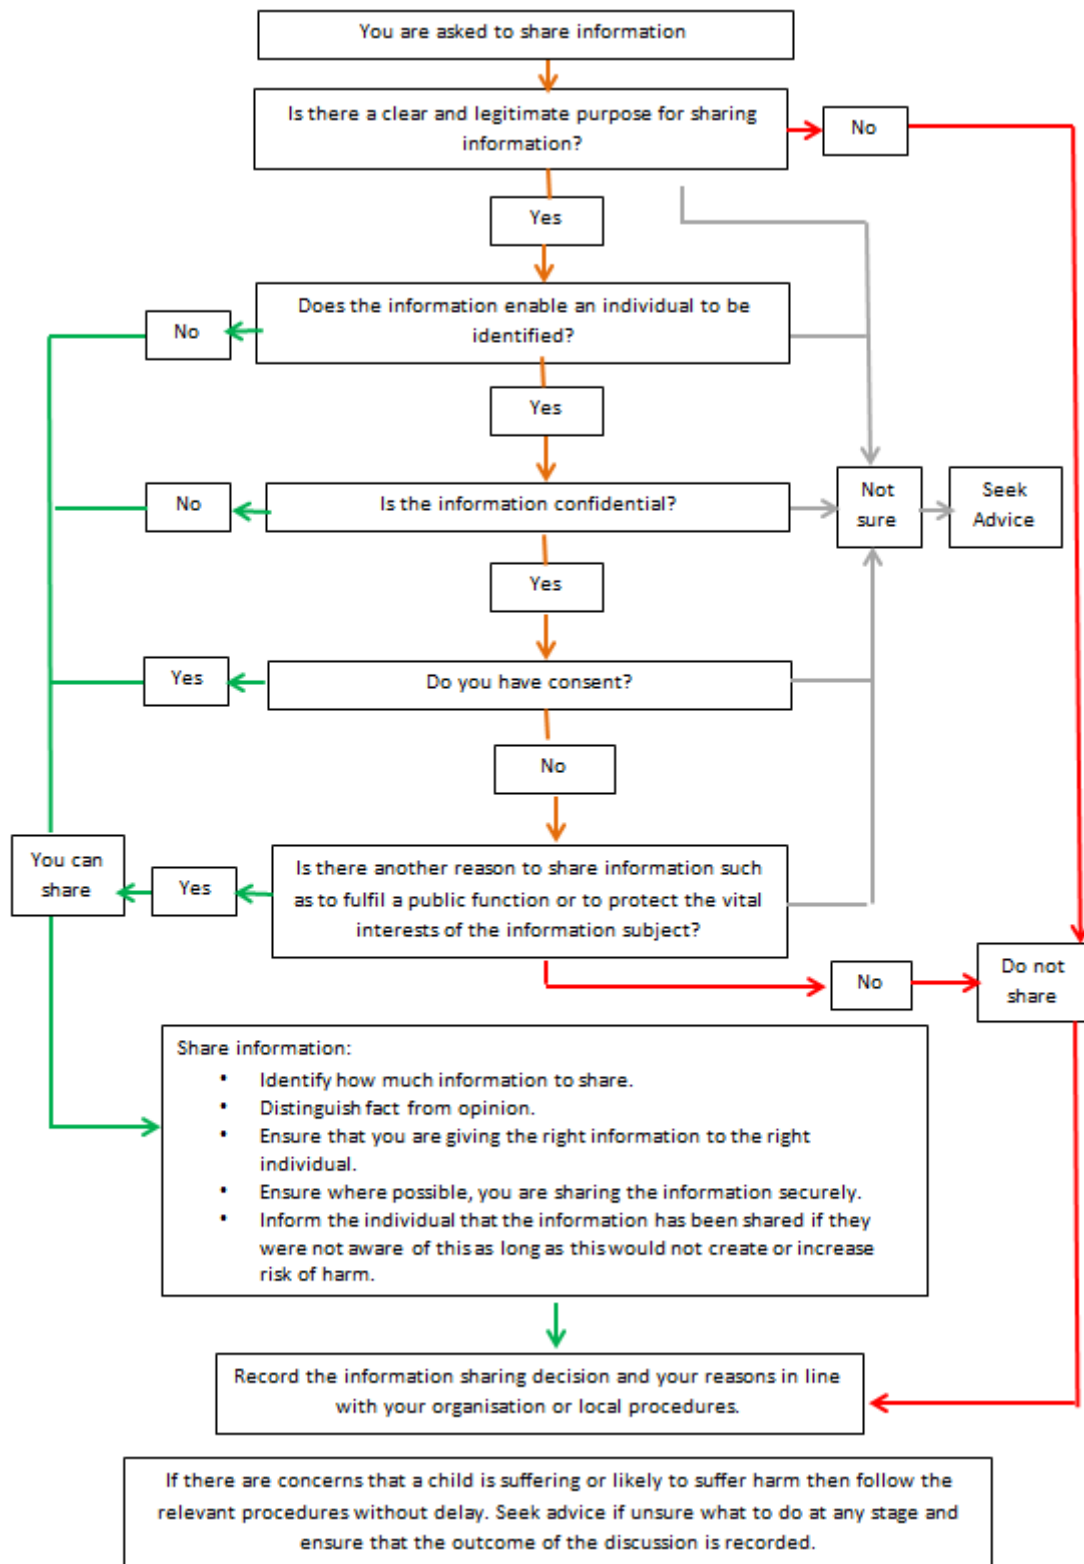 You are asked to share information
Is there a clear and legitimate purpose for sharing
information?
No
Yes
Does the information enable an individual to be
identified?
No
Yes
Is the information confidential?
No
Not
sure
Seek
Advice
Yes
Do you have consent?
Yes
No
You can
share
Yes
Is there another reason to share information such
as to fulfil a public function or to protect the vital
interests of the information subject?
No
Do not
share
Share information:
• Identify how much information to share.
• Distinguish fact from opinion.
• Ensure that you are giving the right information to the right
individual.
• Ensure where possible, you are sharing the information securely.
• Inform the individual that the information has been shared if they
were not aware of this as long as this would not create or increase
risk of harm.
Record the information sharing decision and your reasons in line
with your organisation or local procedures.
If there are concerns that a child is suffering or likely to suffer harm then follow the
relevant procedures without delay. Seek advice if unsure what to do at any stage and
ensure that the outcome of the discussion is recorded.